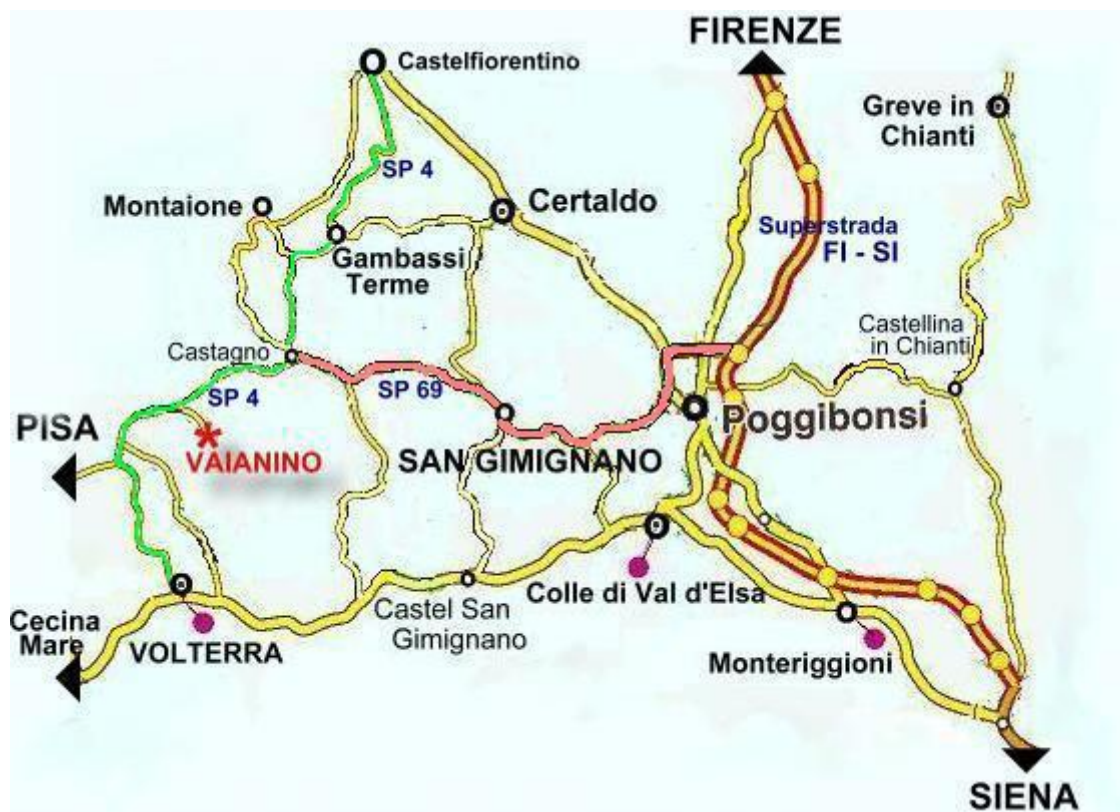 FIRENZE
Castelfiorentino
Greve in
Chianti
SP 4
Montaione
Certaldo
Superstrada
FI - SI
Gambassi
Terme
Castellina
in Chianti
Castagno
SP 4
SP 69
PISA
Poggibonsi
VAIANINO
SAN GIMIGNANO
Colle di Val d'Elsa
Castel San
Gimignano
Cecina
Mare
VOLTERRA
Monteriggioni
SIENA